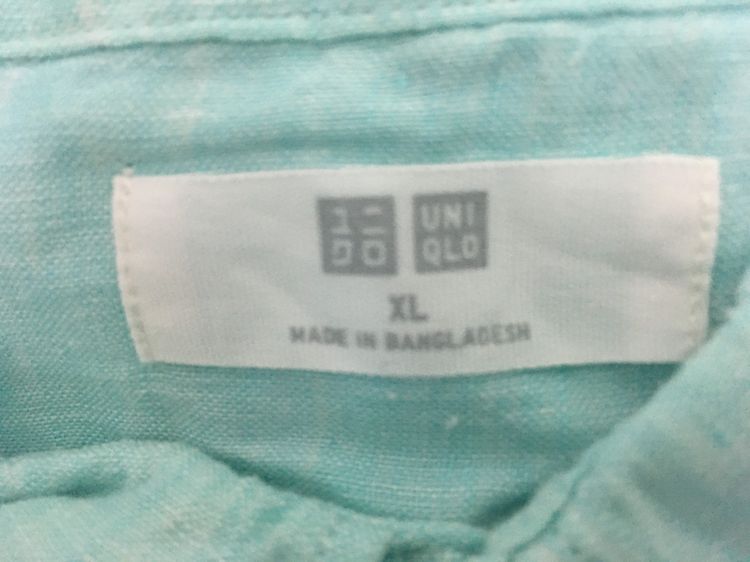 ユニ UNI
クロ QLO
XL
MADE IN BANGLADESH